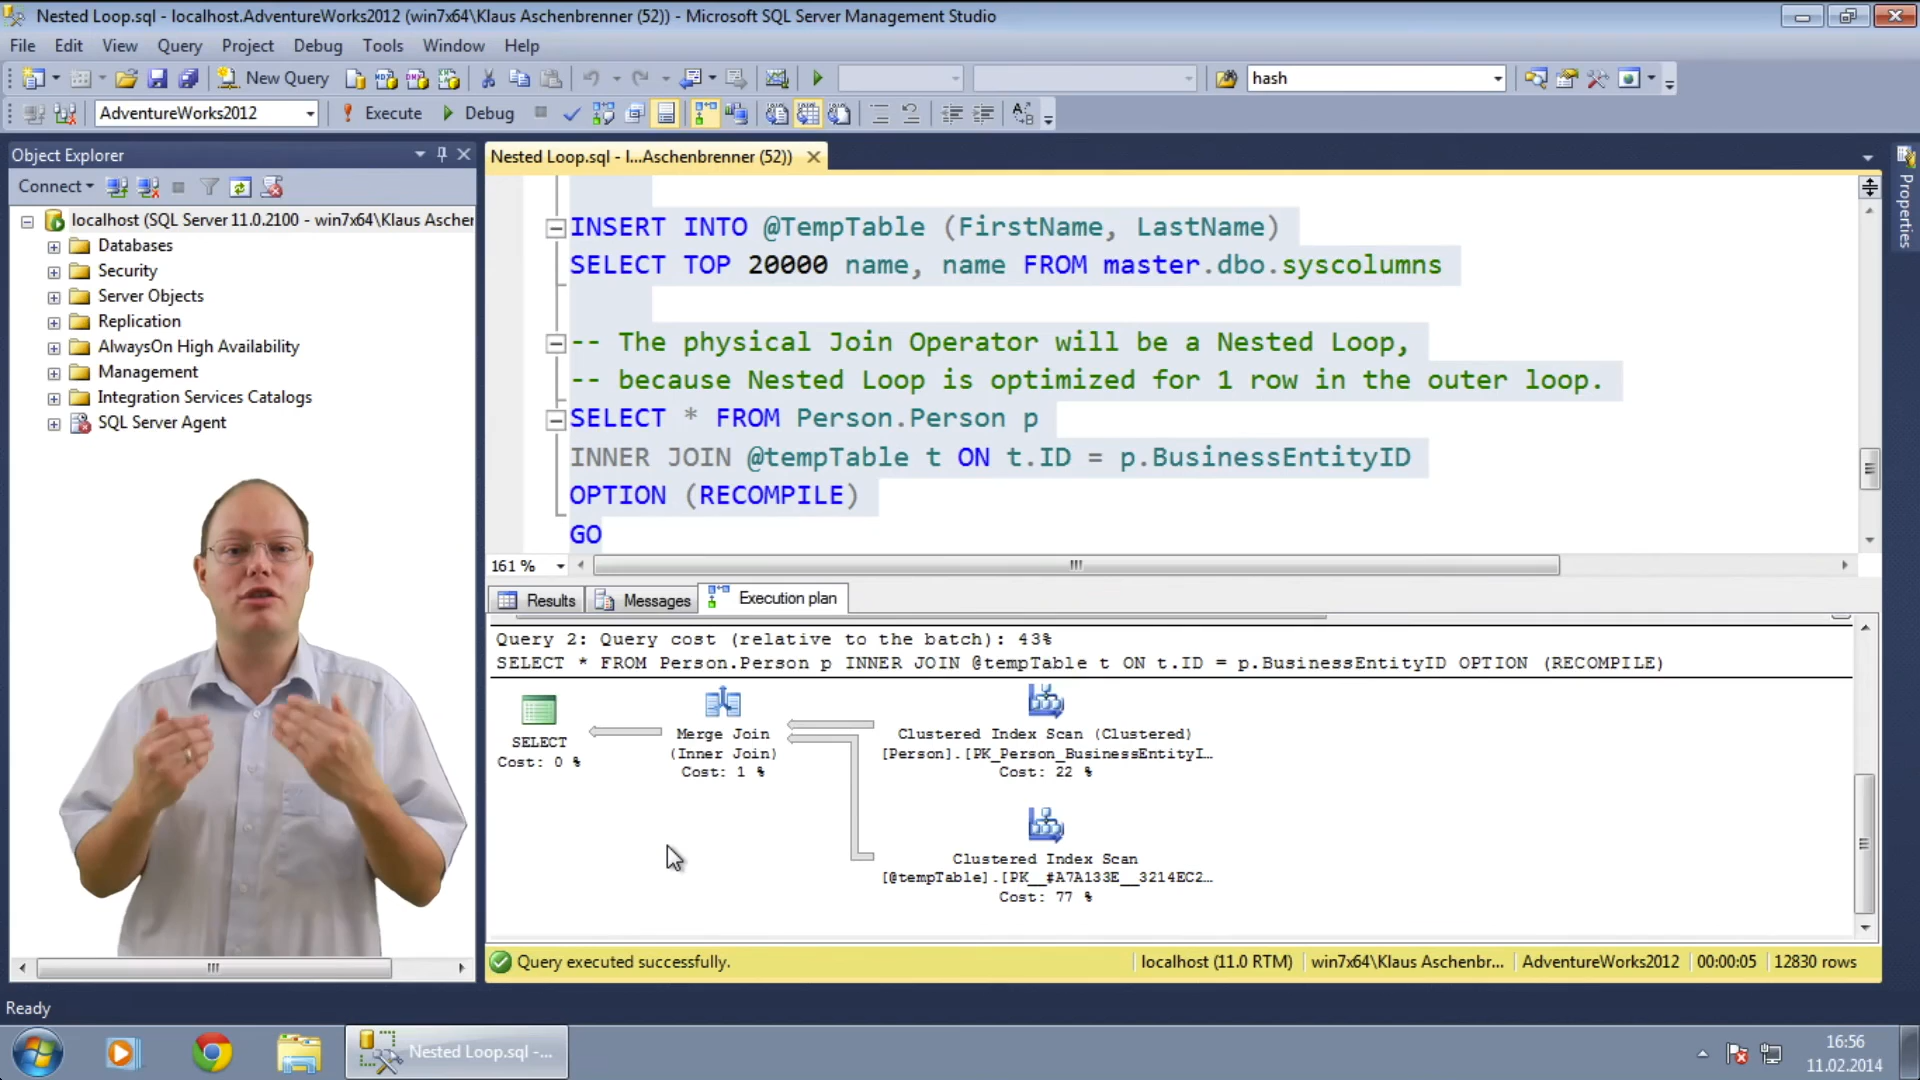 Nested Loop.sql - localhost.AdventureWorks2012 (win7x64\Klaus Aschenbrenner (52)) - Microsoft SQL Server Management Studio
File Edit View Query Project Debug Tools Window Help
New Query
hash
AdventureWorks2012
Execute
Debug
Object Explorer
Connect
localhost (SQL Server 11.0.2100 - win7x64\Klaus Ascher
Databases
Security
Server Objects
Replication
AlwaysOn High Availability
Management
Integration Services Catalogs
SQL Server Agent
Nested Loop.sql - l...Aschenbrenner (52))
Properties
INSERT INTO @TempTable (FirstName, LastName)
SELECT TOP 20000 name, name FROM master.dbo.syscolumns
-- The physical Join Operator will be a Nested Loop,
-- because Nested Loop is optimized for 1 row in the outer loop.
SELECT * FROM Person.Person p
INNER JOIN @tempTable t ON t.ID = p.BusinessEntityID
OPTION (RECOMPILE)
GO
161 %
Results
Messages
Execution plan
Query 2: Query cost (relative to the batch): 43%
SELECT * FROM Person.Person p INNER JOIN @tempTable t ON t.ID = p.BusinessEntityID OPTION (RECOMPILE)
SELECT
Cost: 0 %
Merge Join
(Inner Join)
Cost: 1 %
Clustered Index Scan (Clustered)
[Person].[PK_Person_BusinessEntityI…
Cost: 22 %
Clustered Index Scan
[@tempTable].[PK__#A7A133E__3214EC2…
Cost: 77 %
Query executed successfully.
localhost (11.0 RTM)
win7x64\Klaus Aschenbr...
AdventureWorks2012
00:00:05
12830 rows
Ready
Nested Loop.sql -...
16:56
11.02.2014